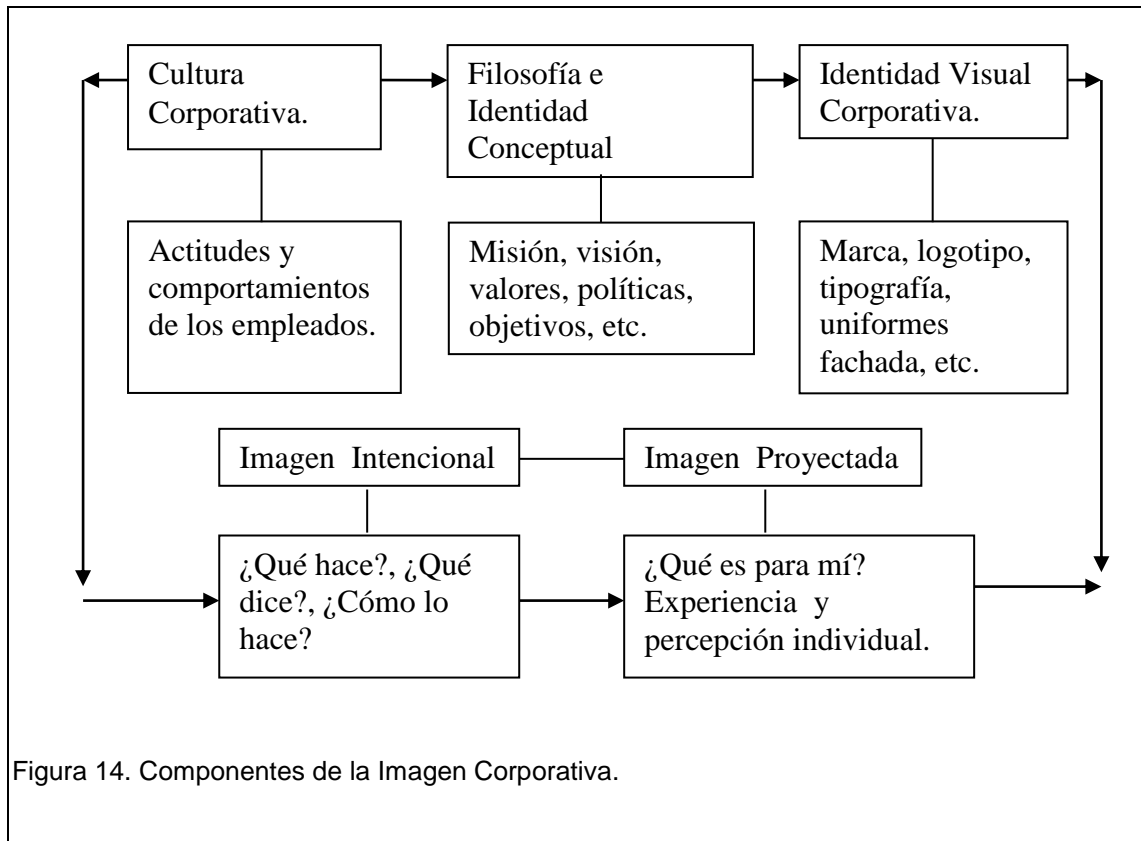 Cultura
Corporativa.
Filosofía e
Identidad
Conceptual
Identidad Visual
Corporativa.
Actitudes y
comportamientos
de los empleados.
Misión, visión,
valores, políticas,
objetivos, etc.
Marca, logotipo,
tipografía,
uniformes
fachada, etc.
Imagen Intencional
Imagen Proyectada
¿Qué hace?, ¿Qué
dice?, ¿Cómo lo
hace?
¿Qué es para mí?
Experiencia y
percepción individual.
Figura 14. Componentes de la Imagen Corporativa.